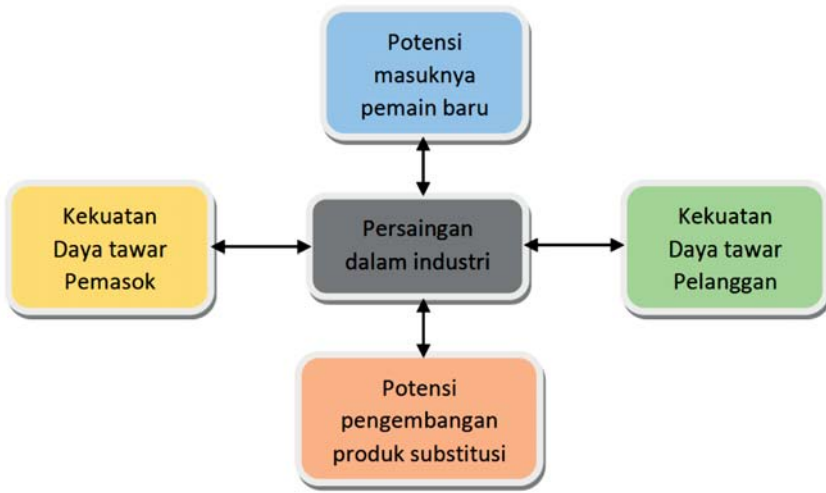 Potensi
masuknya
pemain baru
Kekuatan
Daya tawar
Pemasok
Persaingan
dalam industri
Kekuatan
Daya tawar
Pelanggan
Potensi
pengembangan
produk substitusi